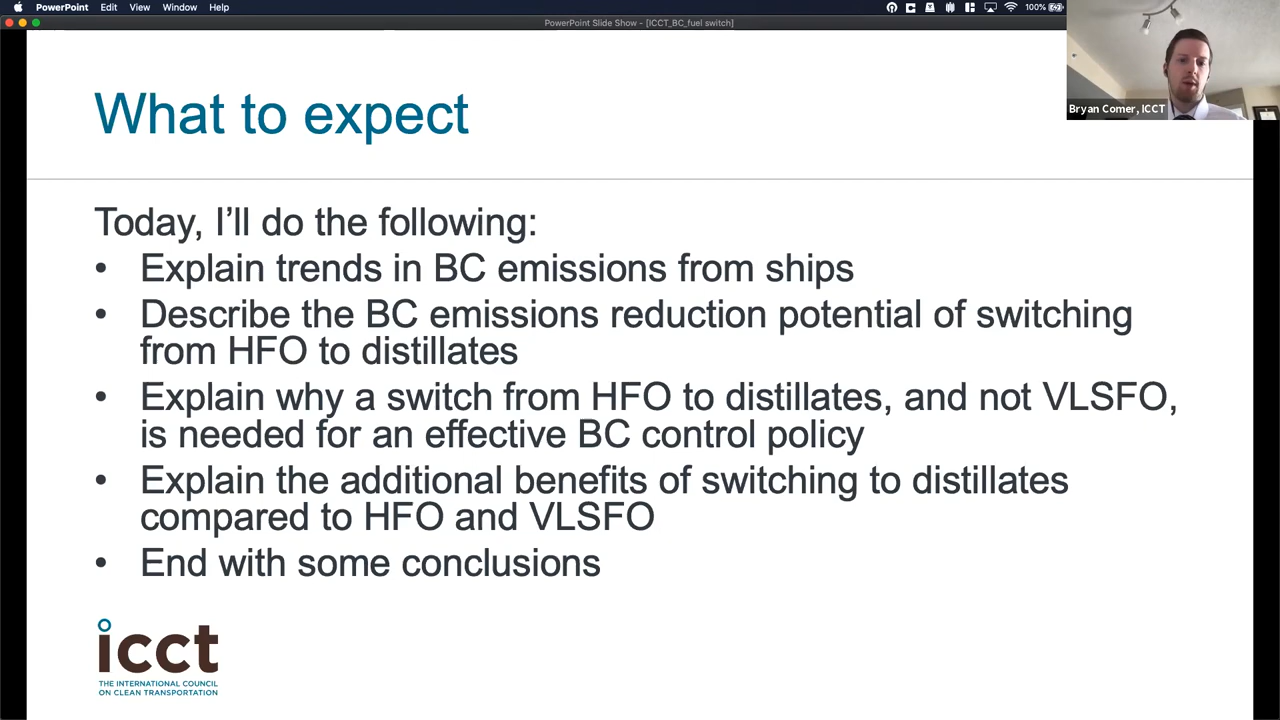 PowerPoint Edit View Window Help
100%
PowerPoint Slide Show - [ICCT_BC_fuel switch]
Bryan Comer, ICCT
What to expect
Today, I’ll do the following:
• Explain trends in BC emissions from ships
• Describe the BC emissions reduction potential of switching
from HFO to distillates
• Explain why a switch from HFO to distillates, and not VLSFO,
is needed for an effective BC control policy
• Explain the additional benefits of switching to distillates
compared to HFO and VLSFO
• End with some conclusions
icct
THE INTERNATIONAL COUNCIL
ON CLEAN TRANSPORTATION